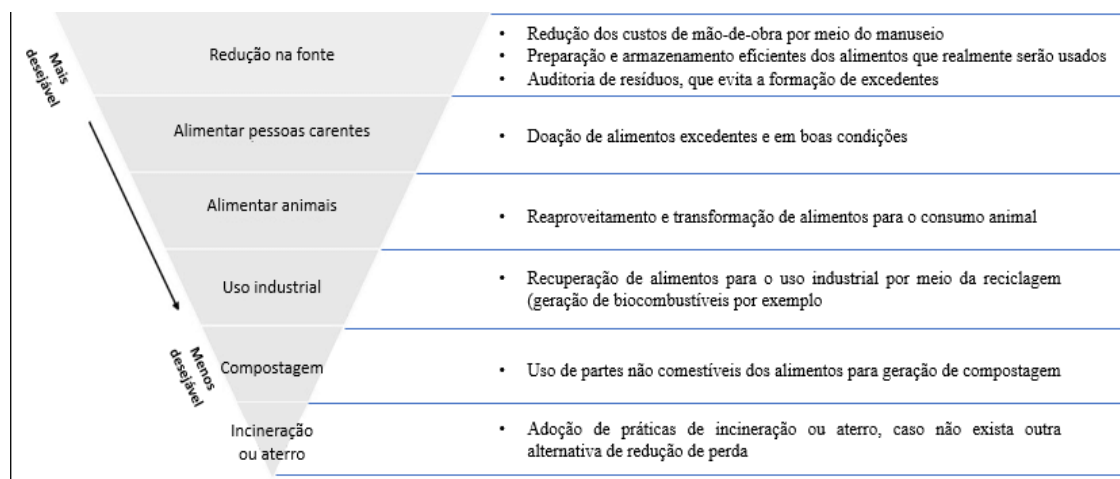 Mais
desejável
Redução na fonte
• Redução dos custos de mão-de-obra por meio do manuseio
• Preparação e armazenamento eficientes dos alimentos que realmente serão usados
• Auditoria de resíduos, que evita a formação de excedentes
Alimentar pessoas carentes
• Doação de alimentos excedentes e em boas condições
Alimentar animais
• Reaproveitamento e transformação de alimentos para o consumo animal
Uso industrial
• Recuperação de alimentos para o uso industrial por meio da reciclagem
(geração de biocombustíveis por exemplo
Menos
desejável
Compostagem
• Uso de partes não comestíveis dos alimentos para geração de compostagem
Incineração
ou aterro
• Adoção de práticas de incineração ou aterro, caso não exista outra
alternativa de redução de perda